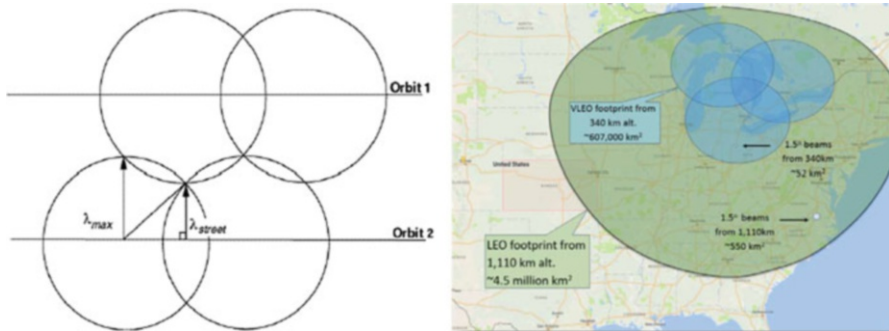 Orbit 1
λmax
λstreet
Orbit 2
VLEO footprint from
340 km alt.
~607,000 km²
1.5° beams
from 340km
~52 km²
United States
1.5° beams
from 1,110km
~550 km²
LEO footprint from
1,110 km alt.
~4.5 million km²